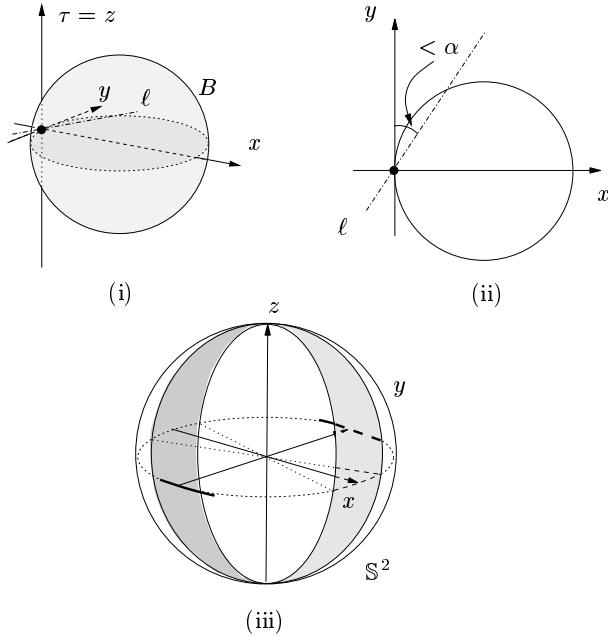 τ = z
B
y
ℓ
x
(i)
y
< α
x
ℓ
(ii)
z
y
x
𝕊²
(iii)